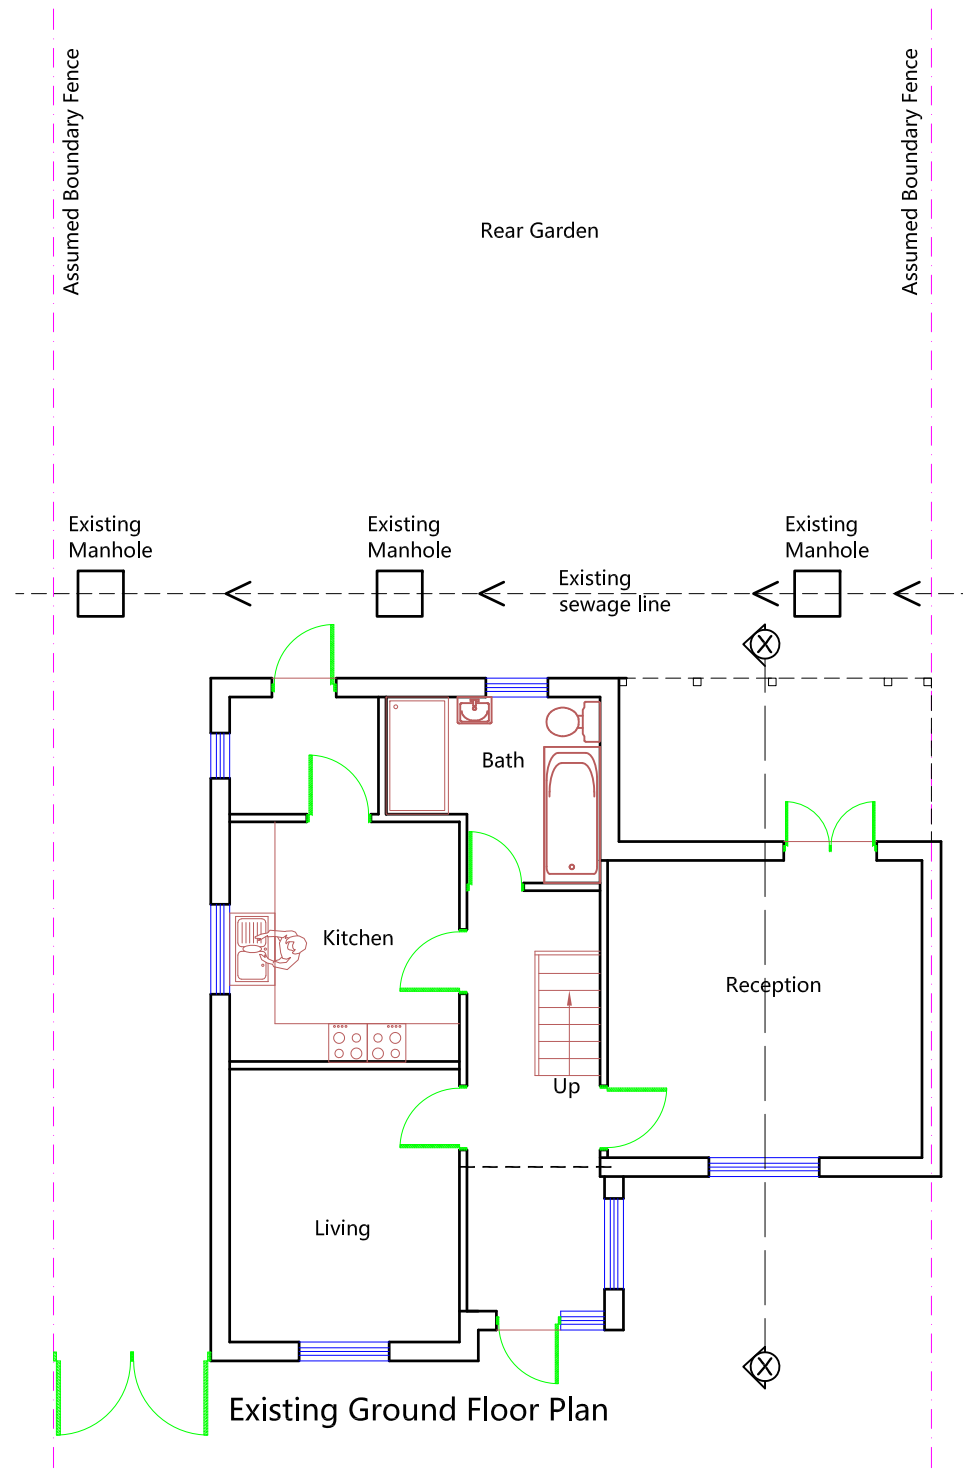 Assumed Boundary Fence
Assumed Boundary Fence
Rear Garden
Existing
Manhole
Existing
Manhole
Existing
Manhole
Existing
sewage line
X
Bath
Kitchen
Reception
Up
Living
X
Existing Ground Floor Plan